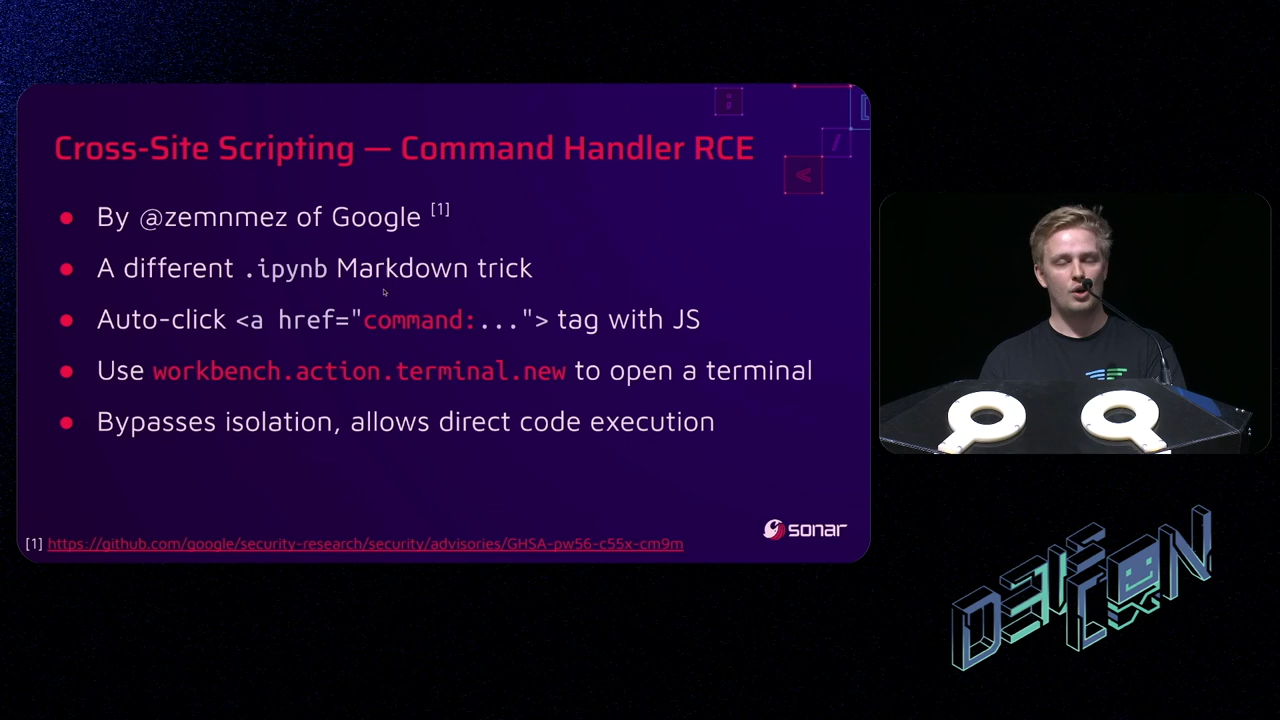 Cross-Site Scripting — Command Handler RCE
By @zemnmez of Google [1]
A different .ipynb Markdown trick
Auto-click <a href="command:..."> tag with JS
Use workbench.action.terminal.new to open a terminal
Bypasses isolation, allows direct code execution
[1] https://github.com/google/security-research/security/advisories/GHSA-pw56-c55x-cm9m
sonar
DEF
CON